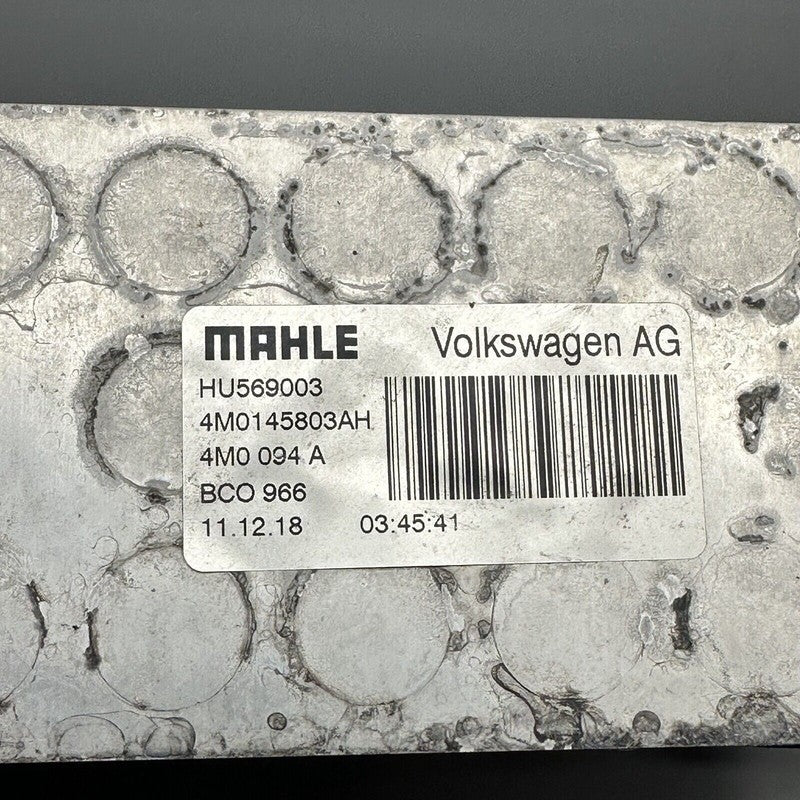 MAHLE Volkswagen AG
HU569003
4M0145803AH
4M0 094 A
BCO 966
11.12.18 03:45:41